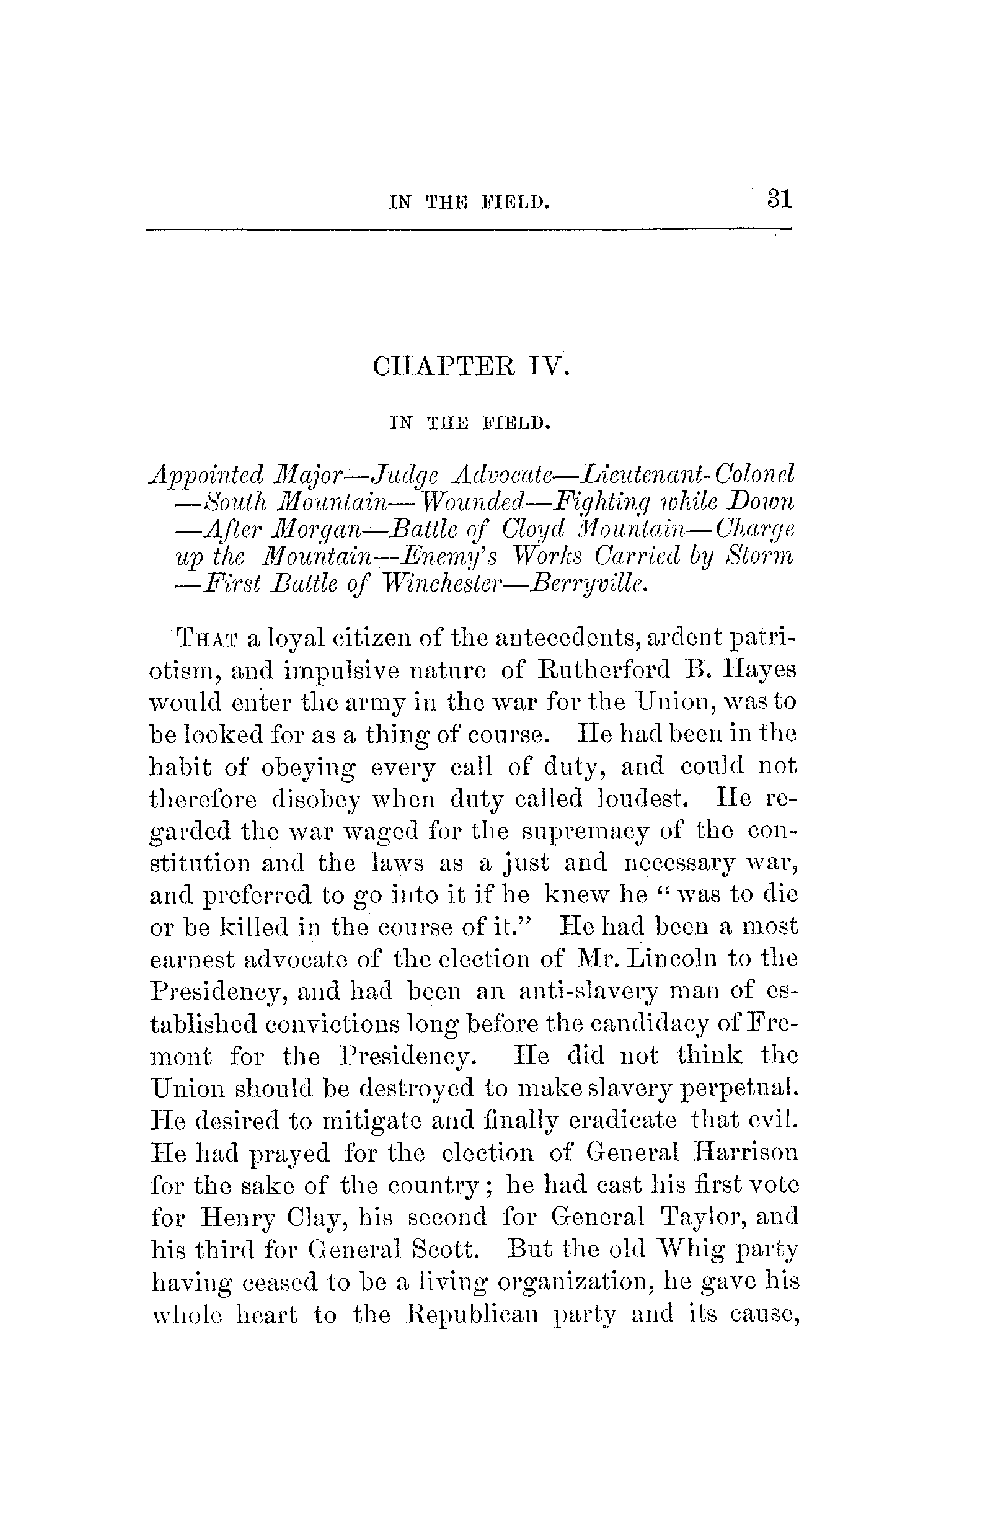 IN THE FIELD. 31
CHAPTER IV.
IN THE FIELD.
Appointed Major—Judge Advocate—Lieutenant-Colonel
—South Mountain—Wounded—Fighting while Down
—After Morgan—Battle of Cloyd Mountain—Charge
up the Mountain—Enemy's Works Carried by Storm
—First Battle of Winchester—Berryville.
THAT a loyal citizen of the antecedents, ardent patri-
otism, and impulsive nature of Rutherford B. Hayes
would enter the army in the war for the Union, was to
be looked for as a thing of course. He had been in the
habit of obeying every call of duty, and could not
therefore disobey when duty called loudest. He re-
garded the war waged for the supremacy of the con-
stitution and the laws as a just and necessary war,
and preferred to go into it if he knew he "was to die
or be killed in the course of it." He had been a most
earnest advocate of the election of Mr. Lincoln to the
Presidency, and had been an anti-slavery man of es-
tablished convictions long before the candidacy of Fre-
mont for the Presidency. He did not think the
Union should be destroyed to make slavery perpetual.
He desired to mitigate and finally eradicate that evil.
He had prayed for the election of General Harrison
for the sake of the country; he had cast his first vote
for Henry Clay, his second for General Taylor, and
his third for General Scott. But the old Whig party
having ceased to be a living organization, he gave his
whole heart to the Republican party and its cause,